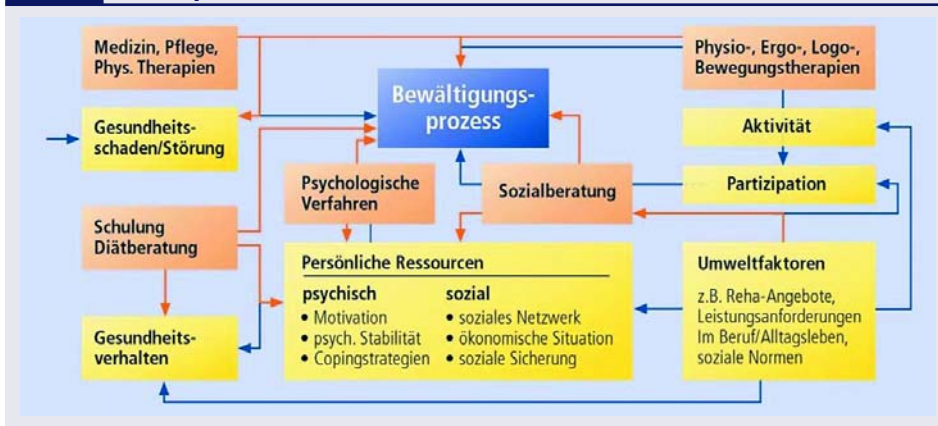 Medizin, Pflege,
Phys. Therapien
Physio-, Ergo-, Logo-,
Bewegungstherapien
Bewältigungs-
prozess
Gesundheits-
schaden/Störung
Aktivität
Psychologische
Verfahren
Sozialberatung
Partizipation
Schulung
Diätberatung
Persönliche Ressourcen
psychisch
• Motivation
• psych. Stabilität
• Copingstrategien
sozial
• soziales Netzwerk
• ökonomische Situation
• soziale Sicherung
Umweltfaktoren
z.B. Reha-Angebote,
Leistungsanforderungen
Im Beruf/Alltagsleben,
soziale Normen
Gesundheits-
verhalten